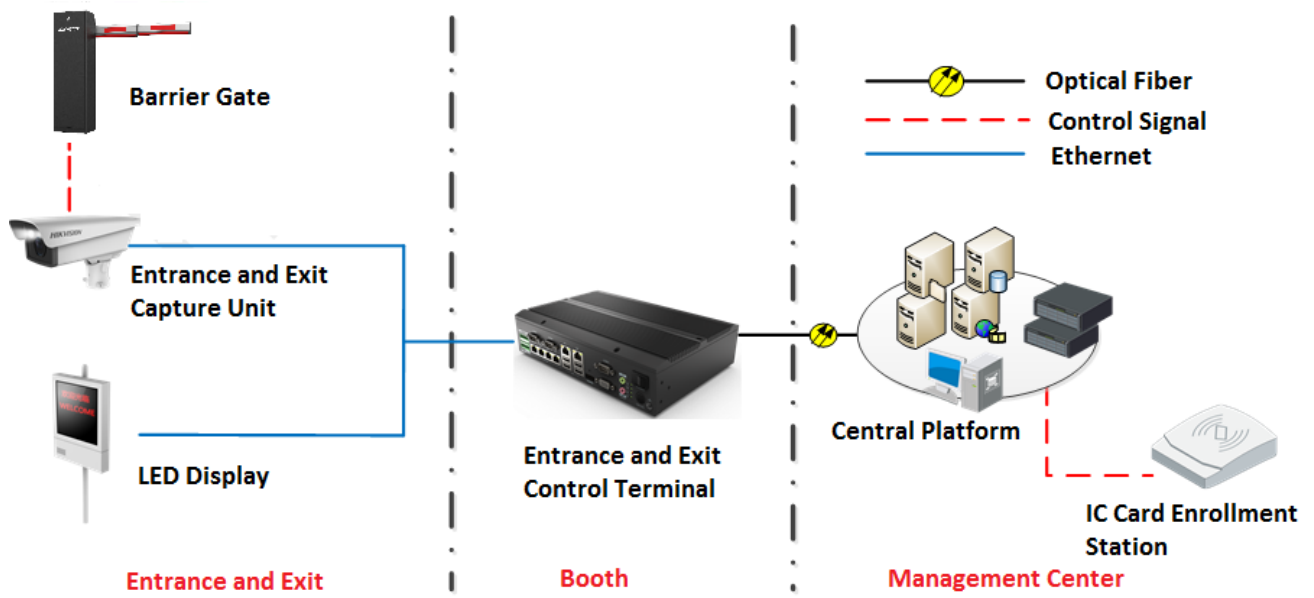 Barrier Gate
Optical Fiber
Control Signal
Ethernet
HIKVISION
Entrance and Exit
Capture Unit
WELCOME
LED Display
Entrance and Exit
Control Terminal
Central Platform
IC Card Enrollment
Station
Entrance and Exit
Booth
Management Center